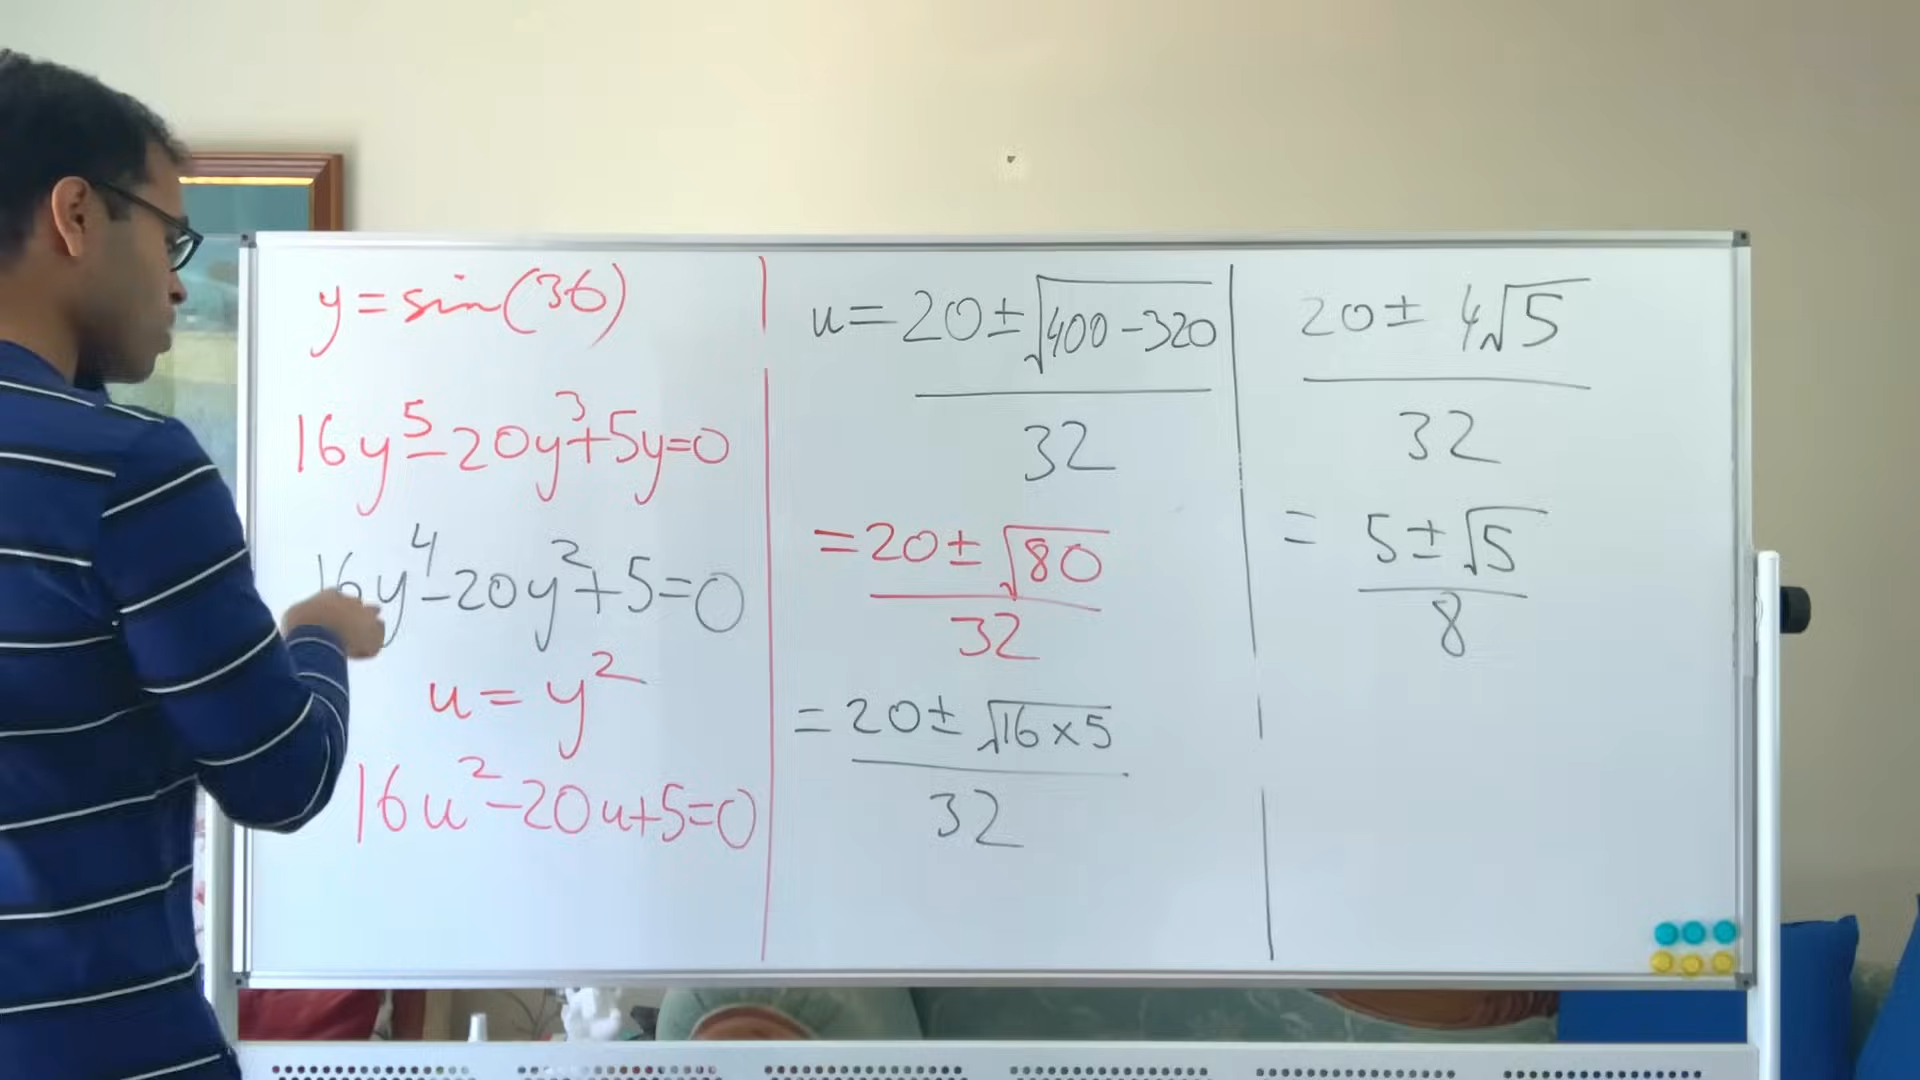 y = sin(36)
16y⁵ - 20y³ + 5y = 0
16y⁴ - 20y² + 5 = 0
u = y²
16u² - 20u + 5 = 0
u = 20 ± √400 - 320
32
= 20 ± √80
32
= 20 ± √16 × 5
32
20 ± 4√5
32
= 5 ± √5
8